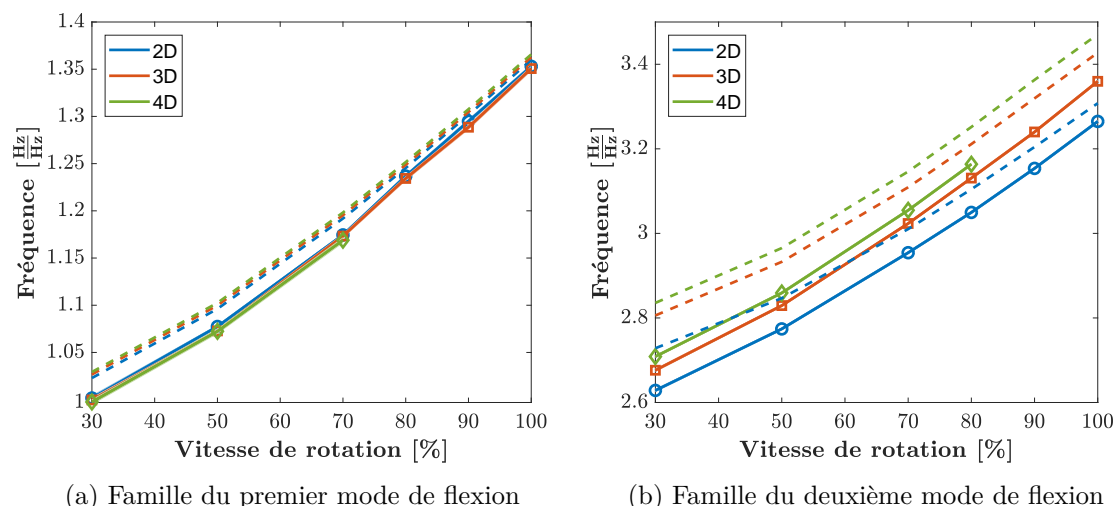 1.4
1.35
1.3
1.25
1.2
1.15
1.1
1.05
1
Fréquence [Hz/Hz]
2D
3D
4D
30 40 50 60 70 80 90 100
Vitesse de rotation [%]
(a) Famille du premier mode de flexion
3.4
3.2
3
2.8
2.6
Fréquence [Hz/Hz]
2D
3D
4D
30 40 50 60 70 80 90 100
Vitesse de rotation [%]
(b) Famille du deuxième mode de flexion